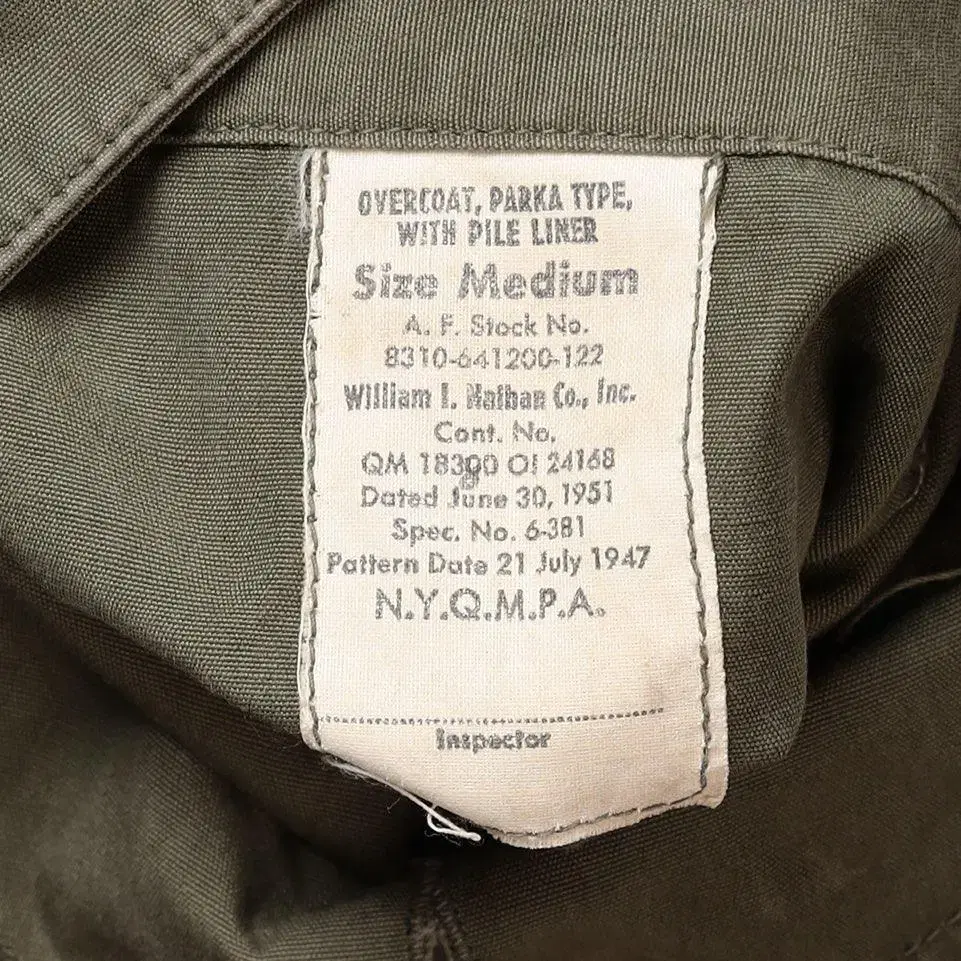 OVERCOAT, PARKA TYPE,
WITH PILE LINER
Size Medium
A. F. Stock No.
8310-641200-122
William I. Nathan Co., Inc.
Cont. No.
QM 18300 OI 24168
Dated June 30, 1951
Spec. No. 6-381
Pattern Date 21 July 1947
N.Y.Q.M.P.A.
Inspector